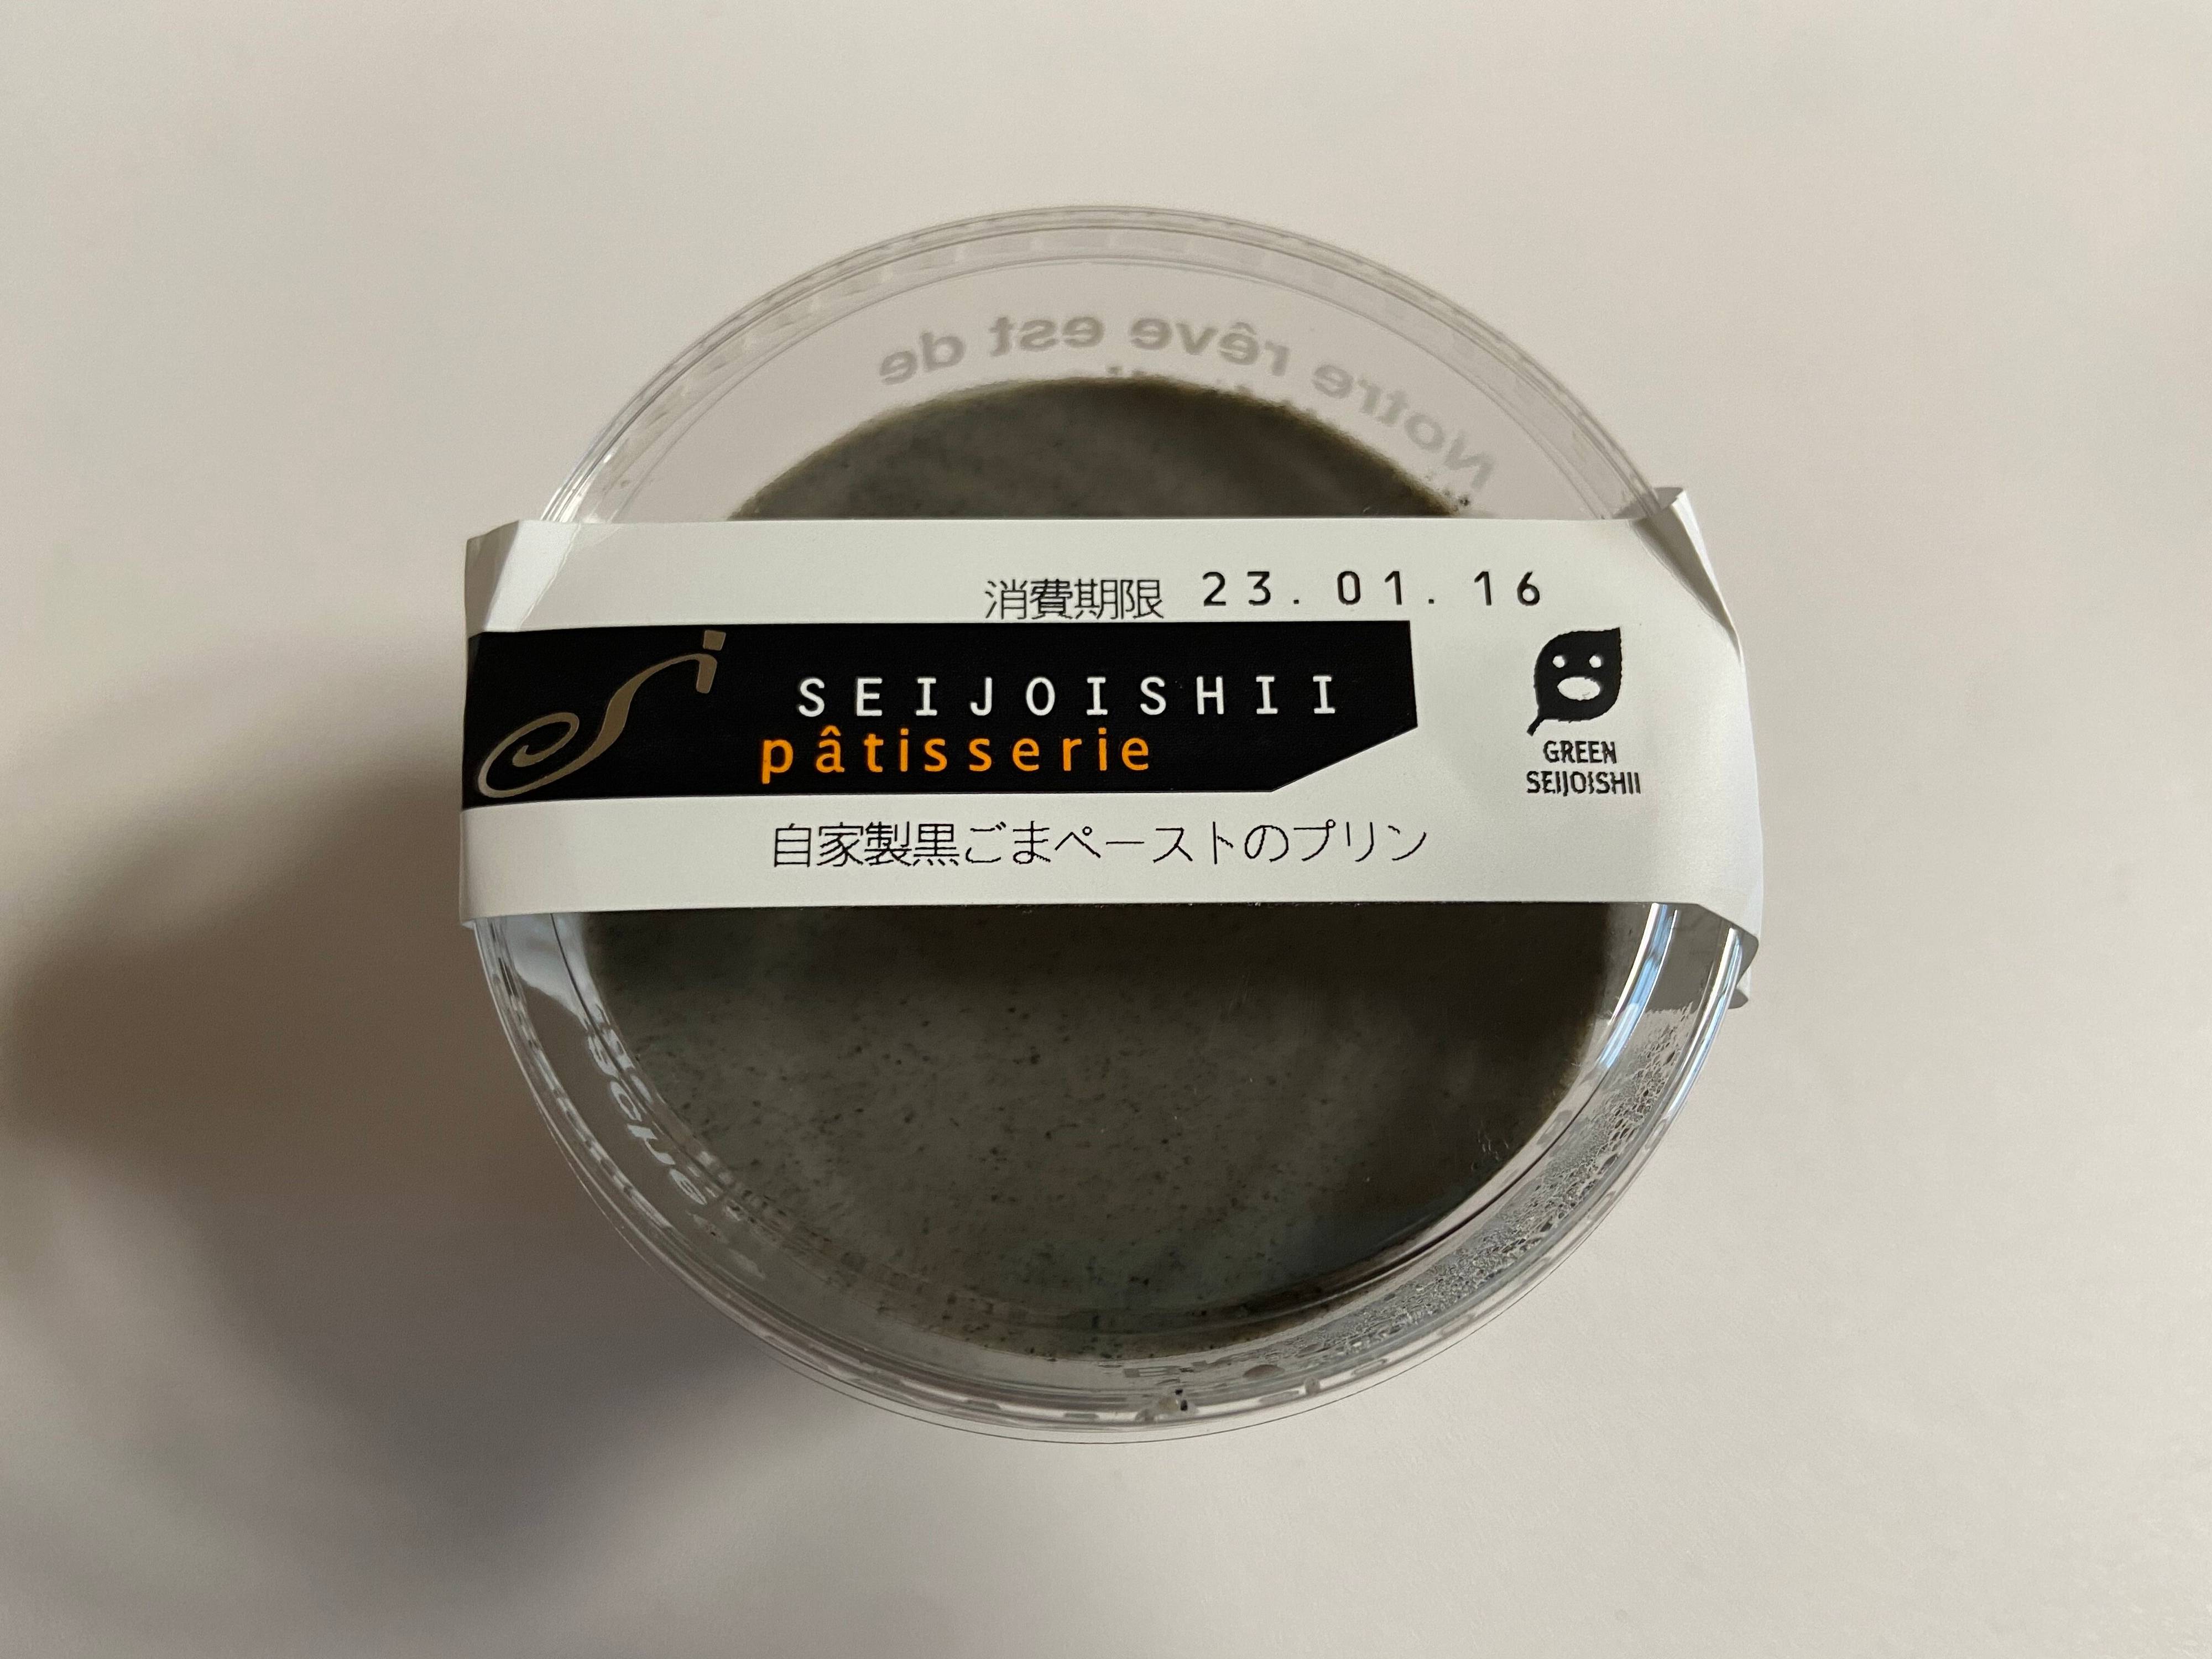 Notre rêve est de
消費期限 23.01.16
SEIJOISHII
pâtisserie
GREEN
SEIJOISHII
自家製黒ごまペーストのプリン